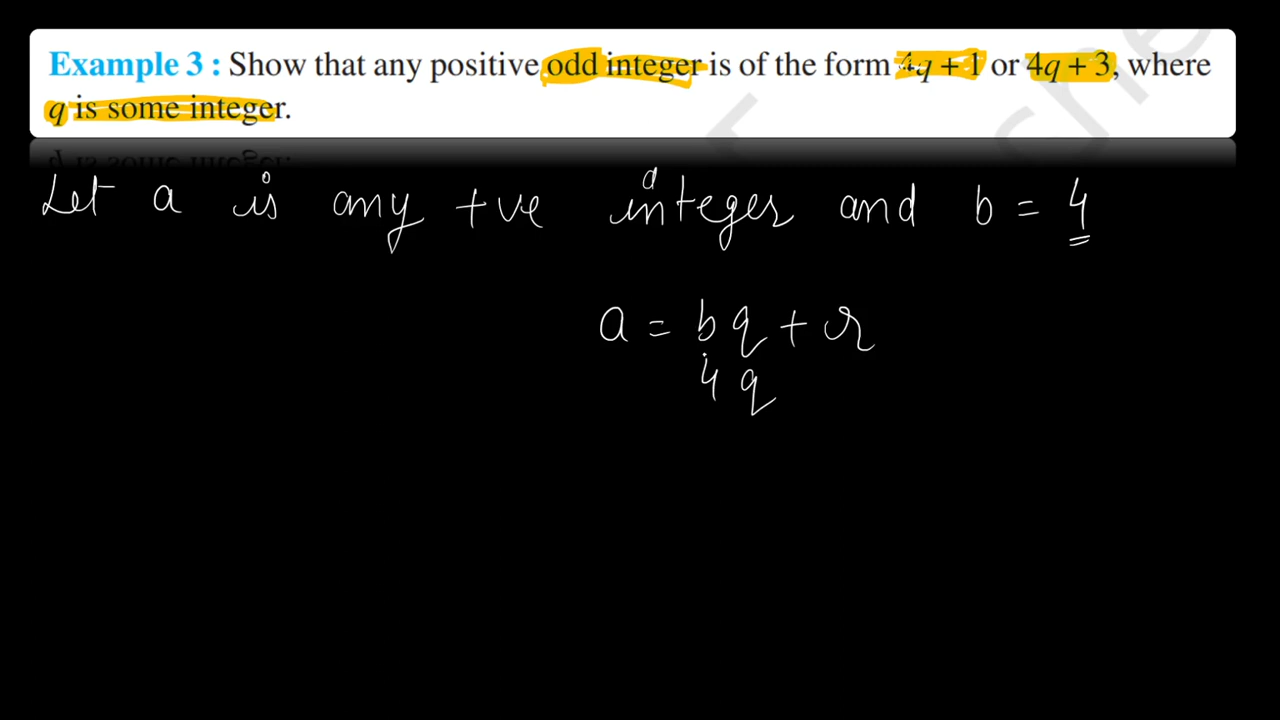 Example 3 : Show that any positive odd integer is of the form 4q + 1 or 4q + 3, where
q is some integer.
Let a is any +ve integer and b = 4
a = bq + r
4q